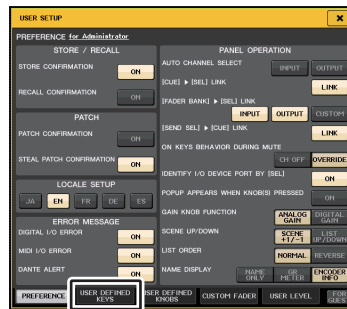 USER SETUP
PREFERENCE for Administrator
STORE / RECALL
STORE CONFIRMATION
ON
RECALL CONFIRMATION
ON
PATCH
PATCH CONFIRMATION
ON
STEAL PATCH CONFIRMATION
ON
LOCALE SETUP
JA EN FR DE ES
ERROR MESSAGE
DIGITAL I/O ERROR
ON
MIDI I/O ERROR
ON
DANTE ALERT
ON
PANEL OPERATION
AUTO CHANNEL SELECT
INPUT OUTPUT
[CUE] ▶ [SEL] LINK
LINK
[FADER BANK] ▶ [SEL] LINK
INPUT OUTPUT CUSTOM
[SEND SEL] ▶ [CUE] LINK
LINK
ON KEYS BEHAVIOR DURING MUTE
CH OFF OVERRIDE
IDENTIFY I/O DEVICE PORT BY [SEL]
ON
POPUP APPEARS WHEN KNOB(S) PRESSED
ON
GAIN KNOB FUNCTION
ANALOG GAIN
DIGITAL GAIN
SCENE UP/DOWN
SCENE +1/-1
LIST UP/DOWN
LIST ORDER
NORMAL REVERSE
NAME DISPLAY
NAME ONLY
GR METER
ENCODER INFO
PREFERENCE
USER DEFINED KEYS
USER DEFINED KNOBS
CUSTOM FADER
USER LEVEL
FOR GUEST